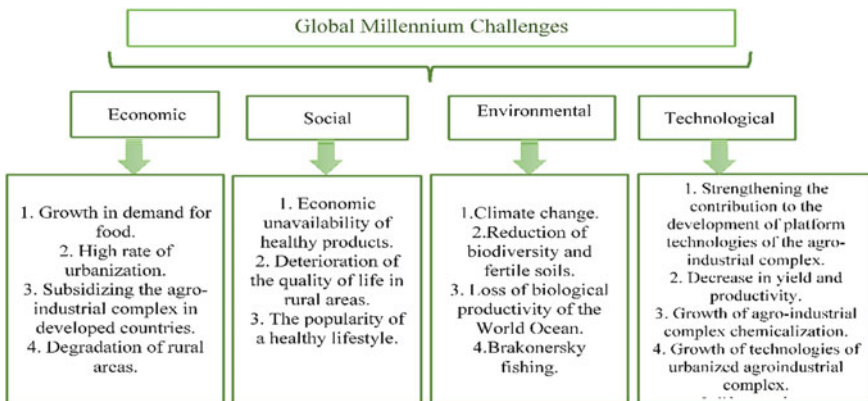 Global Millennium Challenges
Economic
Social
Environmental
Technological
1. Growth in demand for
food.
2. High rate of
urbanization.
3. Subsidizing the agro-
industrial complex in
developed countries.
4. Degradation of rural
areas.
1. Economic
unavailability of
healthy products.
2. Deterioration of
the quality of life in
rural areas.
3. The popularity of
a healthy lifestyle.
1.Climate change.
2.Reduction of
biodiversity and
fertile soils.
3. Loss of biological
productivity of the
World Ocean.
4.Brakonersky
fishing.
1. Strengthening the
contribution to the
development of platform
technologies of the agro-
industrial complex.
2. Decrease in yield and
productivity.
3. Growth of agro-industrial
complex chemicalization.
4. Growth of technologies of
urbanized agroindustrial
complex.